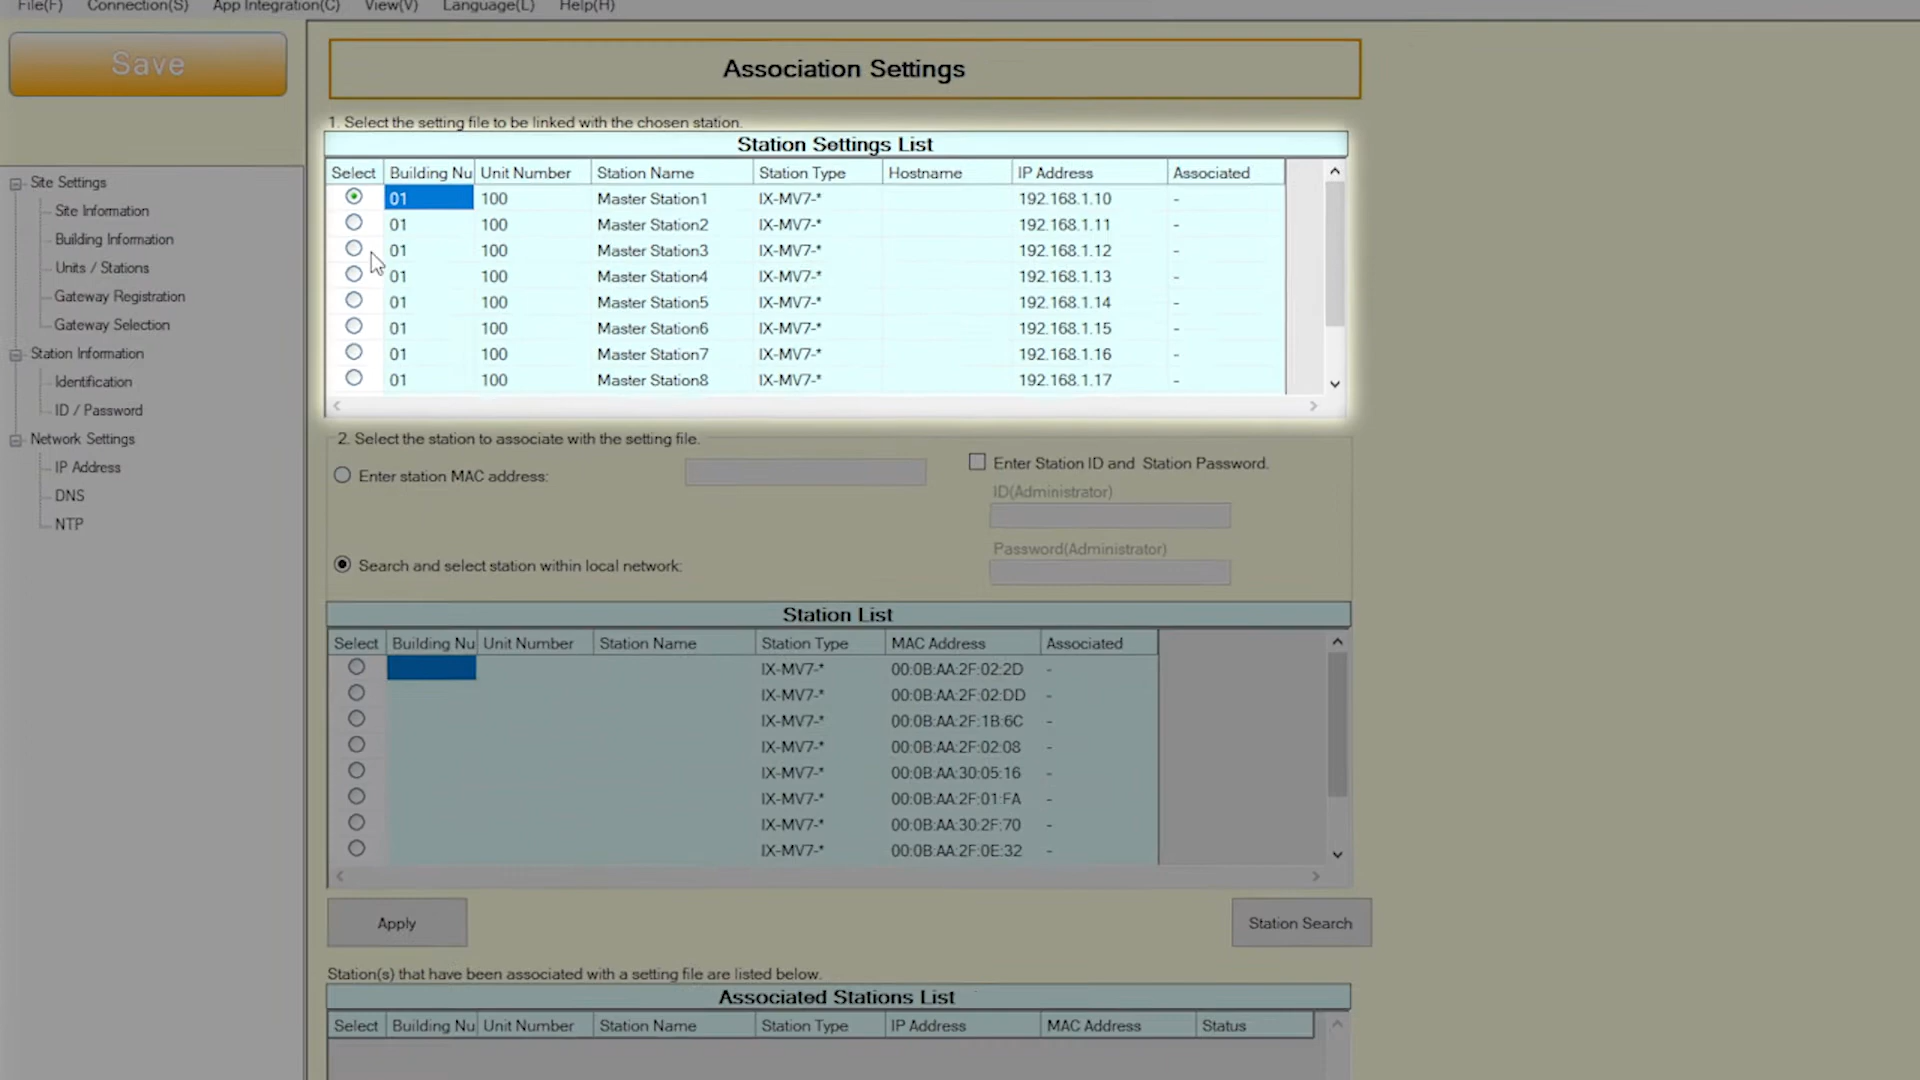 File(F) Connection(S) App Integration(C) View(V) Language(L) Help(H)
Save
Association Settings
1. Select the setting file to be linked with the chosen station.
Station Settings List
Select Building Nu Unit Number Station Name Station Type Hostname IP Address Associated
01 100 Master Station1 IX-MV7-* 192.168.1.10 -
01 100 Master Station2 IX-MV7-* 192.168.1.11 -
01 100 Master Station3 IX-MV7-* 192.168.1.12 -
01 100 Master Station4 IX-MV7-* 192.168.1.13 -
01 100 Master Station5 IX-MV7-* 192.168.1.14 -
01 100 Master Station6 IX-MV7-* 192.168.1.15 -
01 100 Master Station7 IX-MV7-* 192.168.1.16 -
01 100 Master Station8 IX-MV7-* 192.168.1.17 -
Site Settings
Site Information
Building Information
Units / Stations
Gateway Registration
Gateway Selection
Station Information
Identification
ID / Password
Network Settings
IP Address
DNS
NTP
2. Select the station to associate with the setting file.
Enter station MAC address:
Enter Station ID and Station Password.
ID(Administrator)
Password(Administrator)
Search and select station within local network:
Station List
Select Building Nu Unit Number Station Name Station Type MAC Address Associated
IX-MV7-* 00:0B:AA:2F:02:2D -
IX-MV7-* 00:0B:AA:2F:02:DD -
IX-MV7-* 00:0B:AA:2F:1B:6C -
IX-MV7-* 00:0B:AA:2F:02:08 -
IX-MV7-* 00:0B:AA:30:05:16 -
IX-MV7-* 00:0B:AA:2F:01:FA -
IX-MV7-* 00:0B:AA:30:2F:70 -
IX-MV7-* 00:0B:AA:2F:0E:32 -
Apply
Station Search
Station(s) that have been associated with a setting file are listed below.
Associated Stations List
Select Building Nu Unit Number Station Name Station Type IP Address MAC Address Status